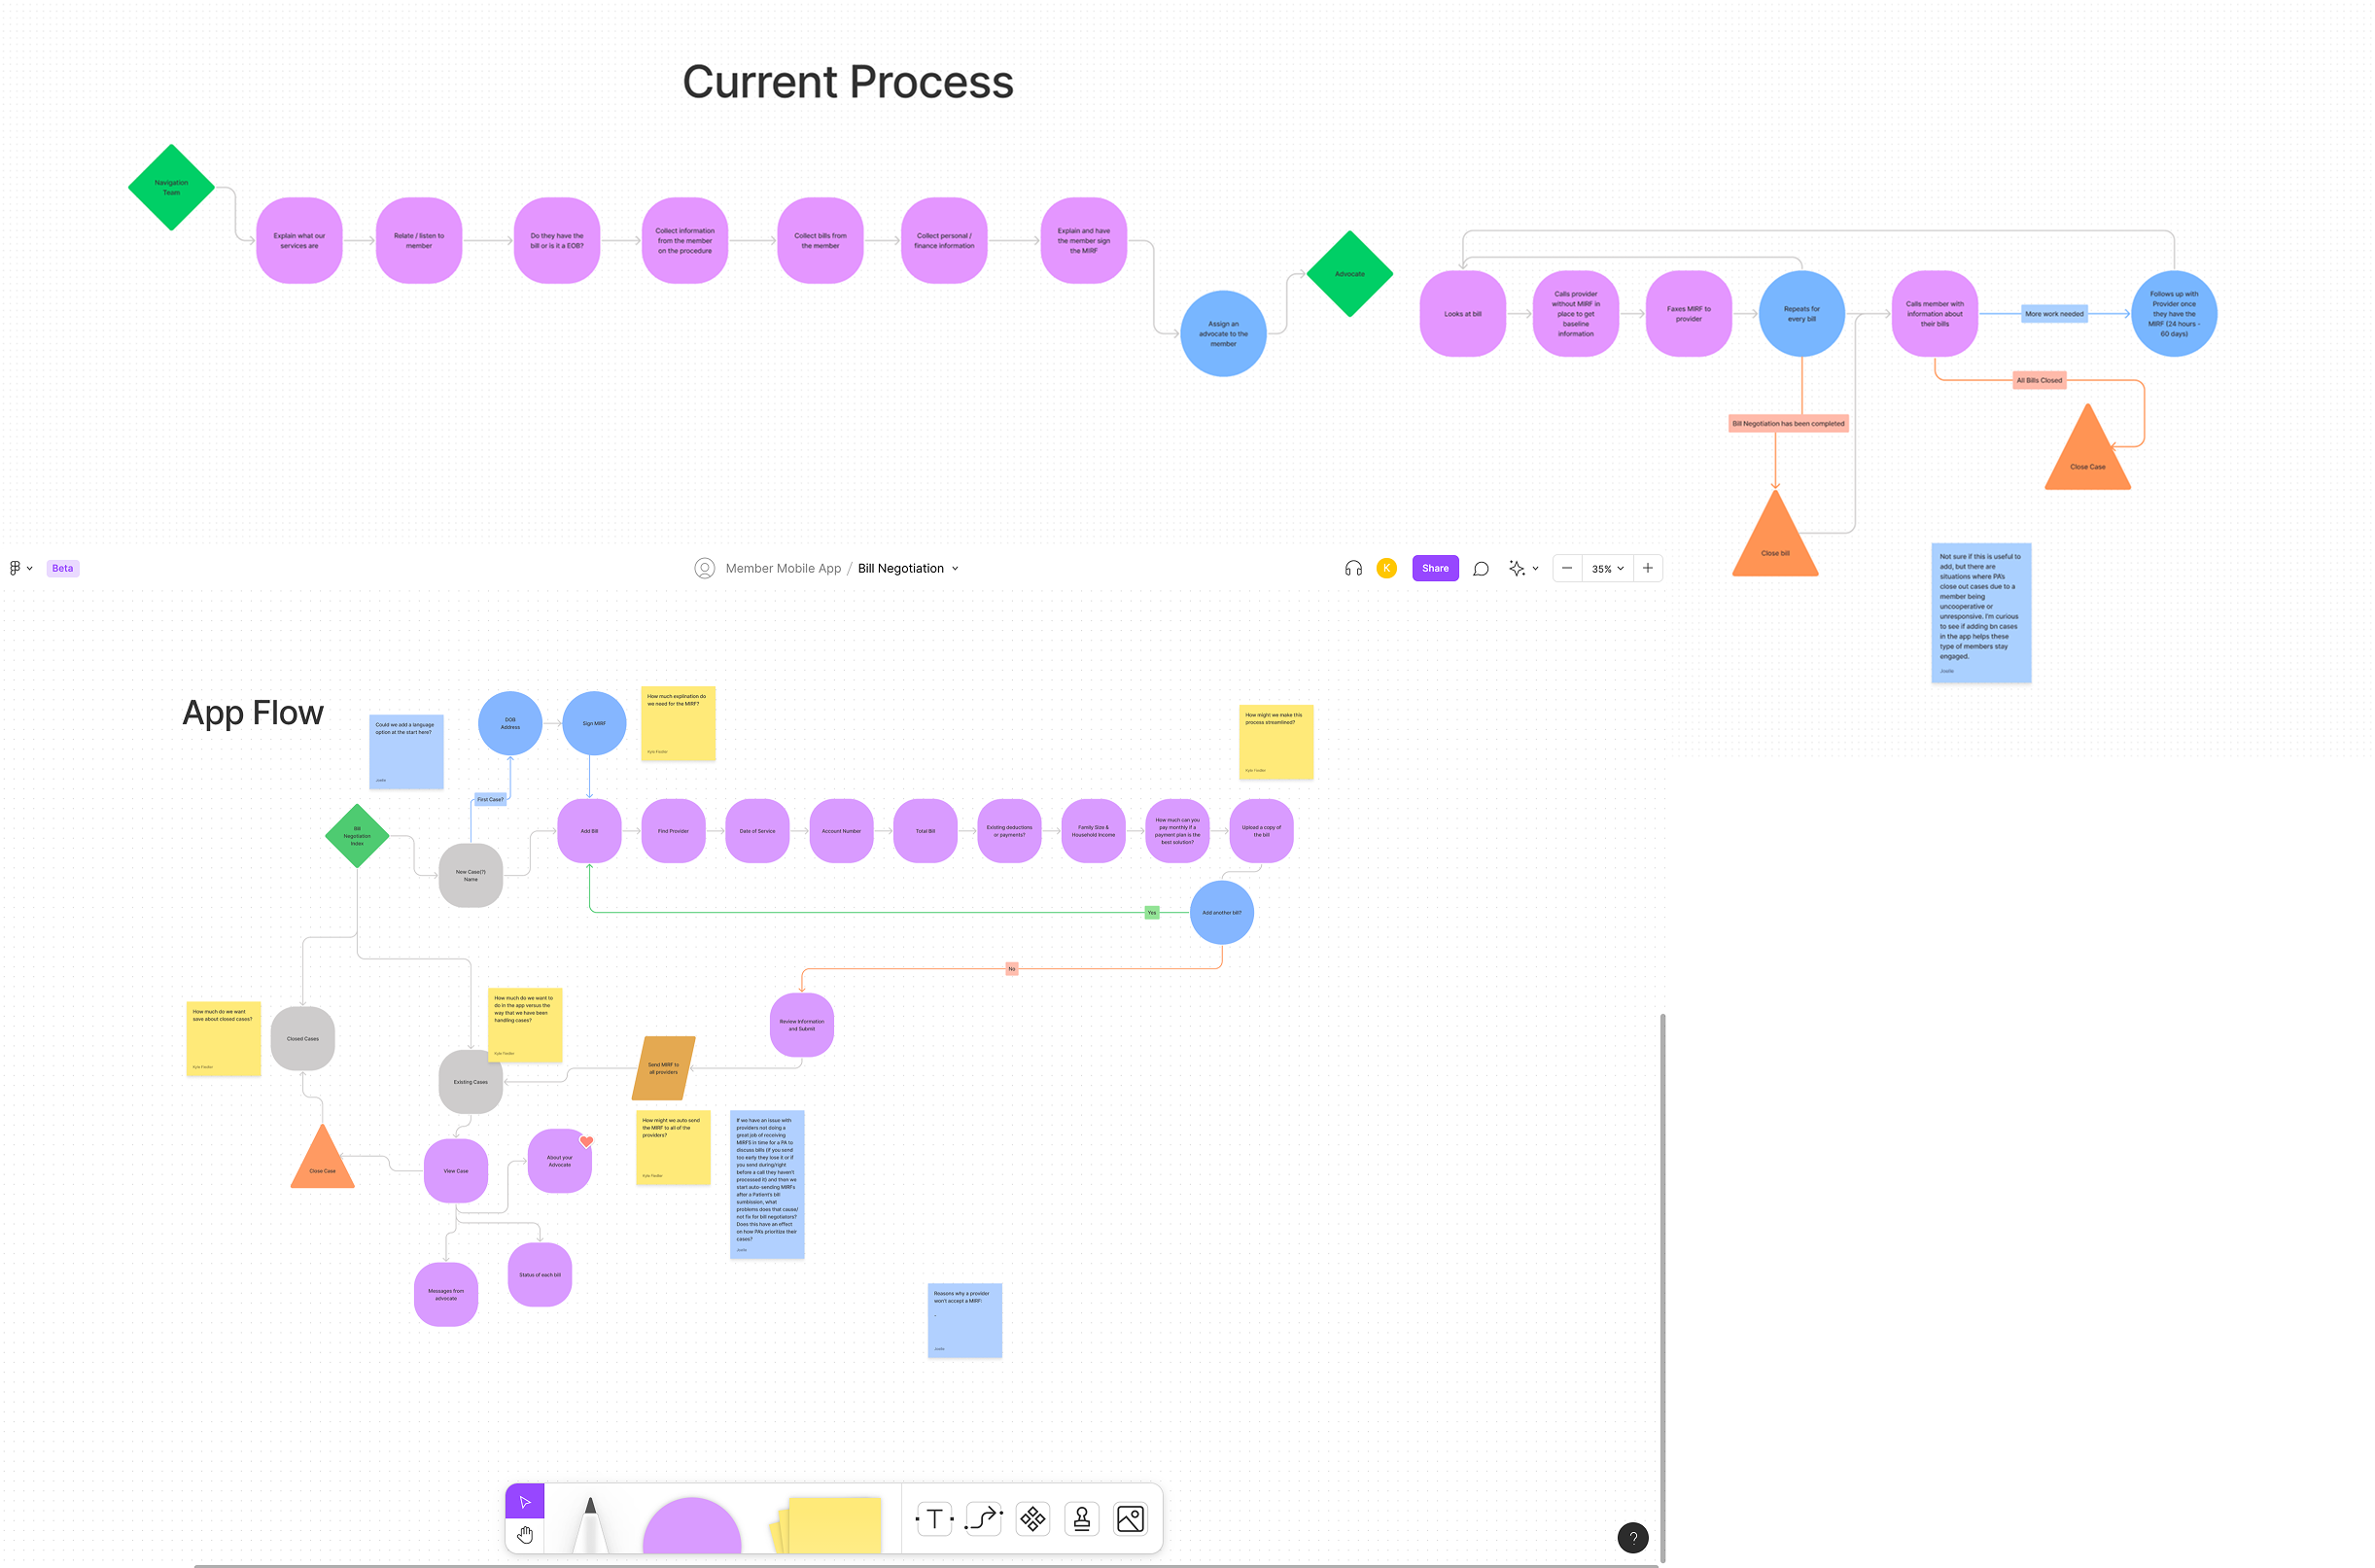 Current Process
Navigation
Team
Explain what our
services are
Relate / listen to
member
Do they have the
bill or is it a EOB?
Collect information
from the member
on the procedure
Collect bills from
the member
Collect personal /
finance information
Explain and have
the member sign
the MIRF
Assign an
advocate to the
member
Advocate
Looks at bill
Calls provider
without MIRF in
place to get
baseline
information
Faxes MIRF to
provider
Repeats for
every bill
Calls member with
information about
their bills
More work needed
Follows up with
Provider once
they have the
MIRF (24 hours -
60 days)
All Bills Closed
Close Case
Bill Negotiation has been completed
Close bill
Not sure if this is useful to
add, but there are
situations where PA's
close out cases due to a
member being
uncooperative or
unresponsive. I'm curious
to see if adding bn cases
in the app helps these
type of members stay
engaged.
Joelle
Beta
Member Mobile App / Bill Negotiation
K
Share
35%
App Flow
Could we add a language
option at the start here?
Joelle
DOB
Address
Sign MIRF
How much explination do
we need for the MIRF?
Kyle Fiedler
How might we make this
process streamlined?
Kyle Fiedler
First Case?
Bill
Negotiation
Index
New Case(?)
Name
Add Bill
Find Provider
Date of Service
Account Number
Total Bill
Existing deductions
or payments?
Family Size &
Household Income
How much can you
pay monthly if a
payment plan is the
best solution?
Upload a copy of
the bill
Add another bill?
Yes
No
Review Information
and Submit
Send MIRF to
all providers
How much do we want
save about closed cases?
Kyle Fiedler
Closed Cases
How much do we want to
do in the app versus the
way that we have been
handling cases?
Kyle Fiedler
Existing Cases
Close Case
View Case
About your
Advocate
Messages from
advocate
Status of each bill
How might we auto send
the MIRF to all of the
providers?
Kyle Fiedler
If we have an issue with
providers not doing a
great job of receiving
MIRFS in time for a PA to
discuss bills (if you send
too early they lose it or if
you send during/right
before a call they haven't
processed it) and then we
start auto-sending MIRFs
after a Patient's bill
sumbission, what
problems does that cause/
not fix for bill negotiators?
Does this have an effect
on how PA's prioritize their
cases?
Joelle
Reasons why a provider
won't accept a MIRF:
-
Joelle
T
?